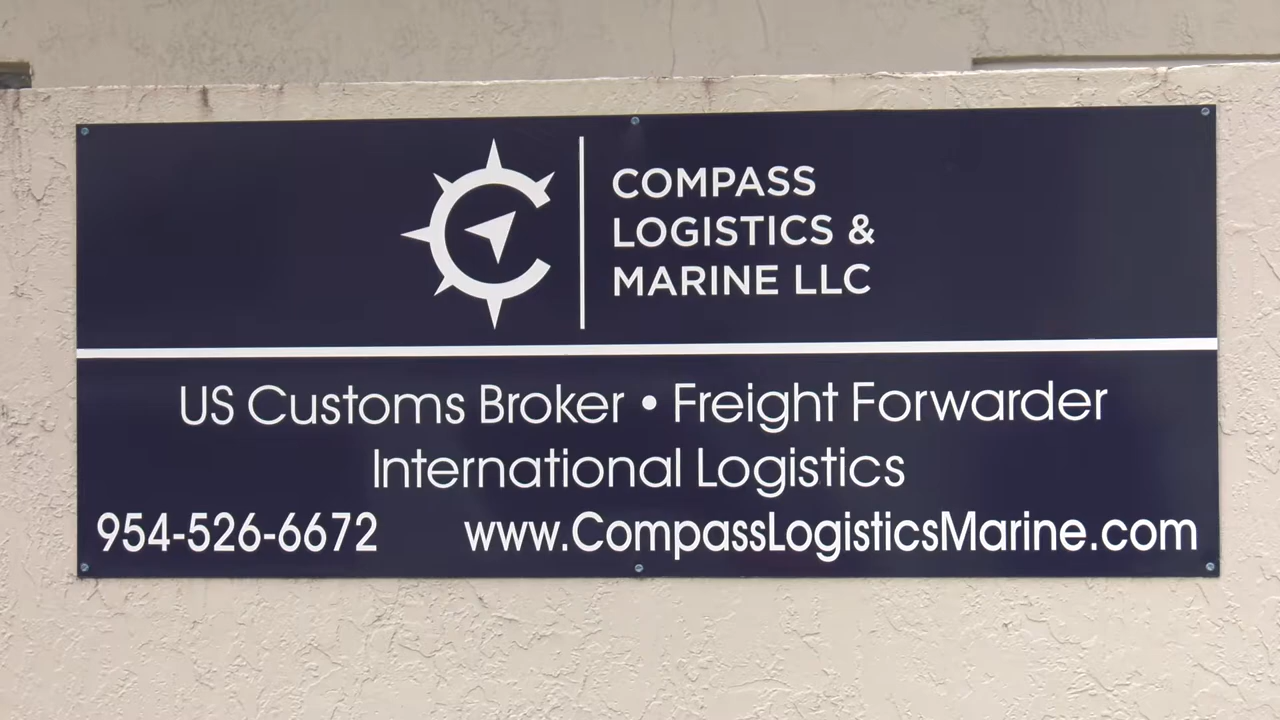 COMPASS
LOGISTICS &
MARINE LLC
US Customs Broker • Freight Forwarder
International Logistics
954-526-6672 www.CompassLogisticsMarine.com